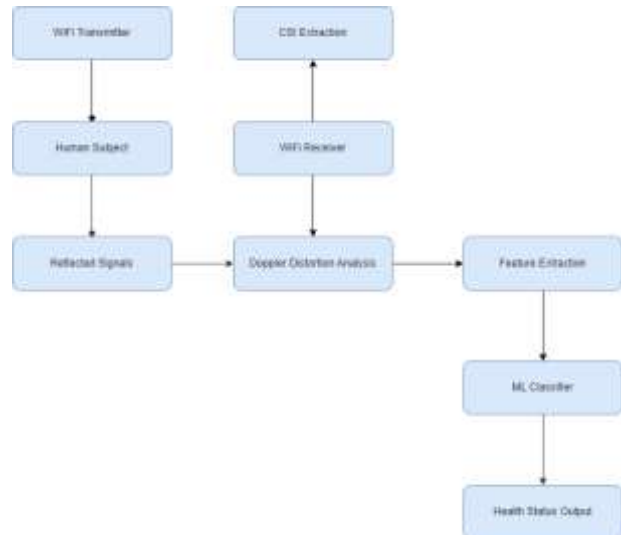 WiFi Transmitter
CSI Extraction
Human Subject
WiFi Receiver
Reflected Signals
Doppler Distortion Analysis
Feature Extraction
ML Classifier
Health Status Output